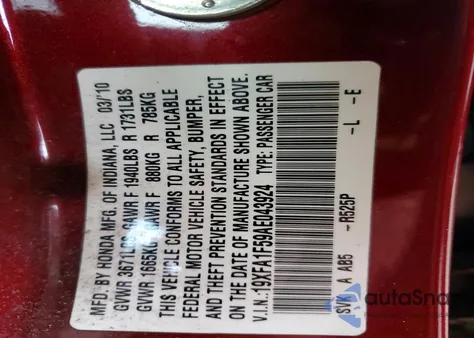 MFD. BY HONDA MFG. OF INDIANA, LLC 03/10
GVWR 3671LBS GAWR F 1940LBS R 1731LBS
GVWR 1665KG GAWR F 880KG R 785KG
THIS VEHICLE CONFORMS TO ALL APPLICABLE
FEDERAL MOTOR VEHICLE SAFETY, BUMPER,
AND THEFT PREVENTION STANDARDS IN EFFECT
ON THE DATE OF MANUFACTURE SHOWN ABOVE.
V.I.N.:19XFA1F59AE043924 TYPE: PASSENGER CAR
SVK A AB5 -R525P -L -E
autaSna